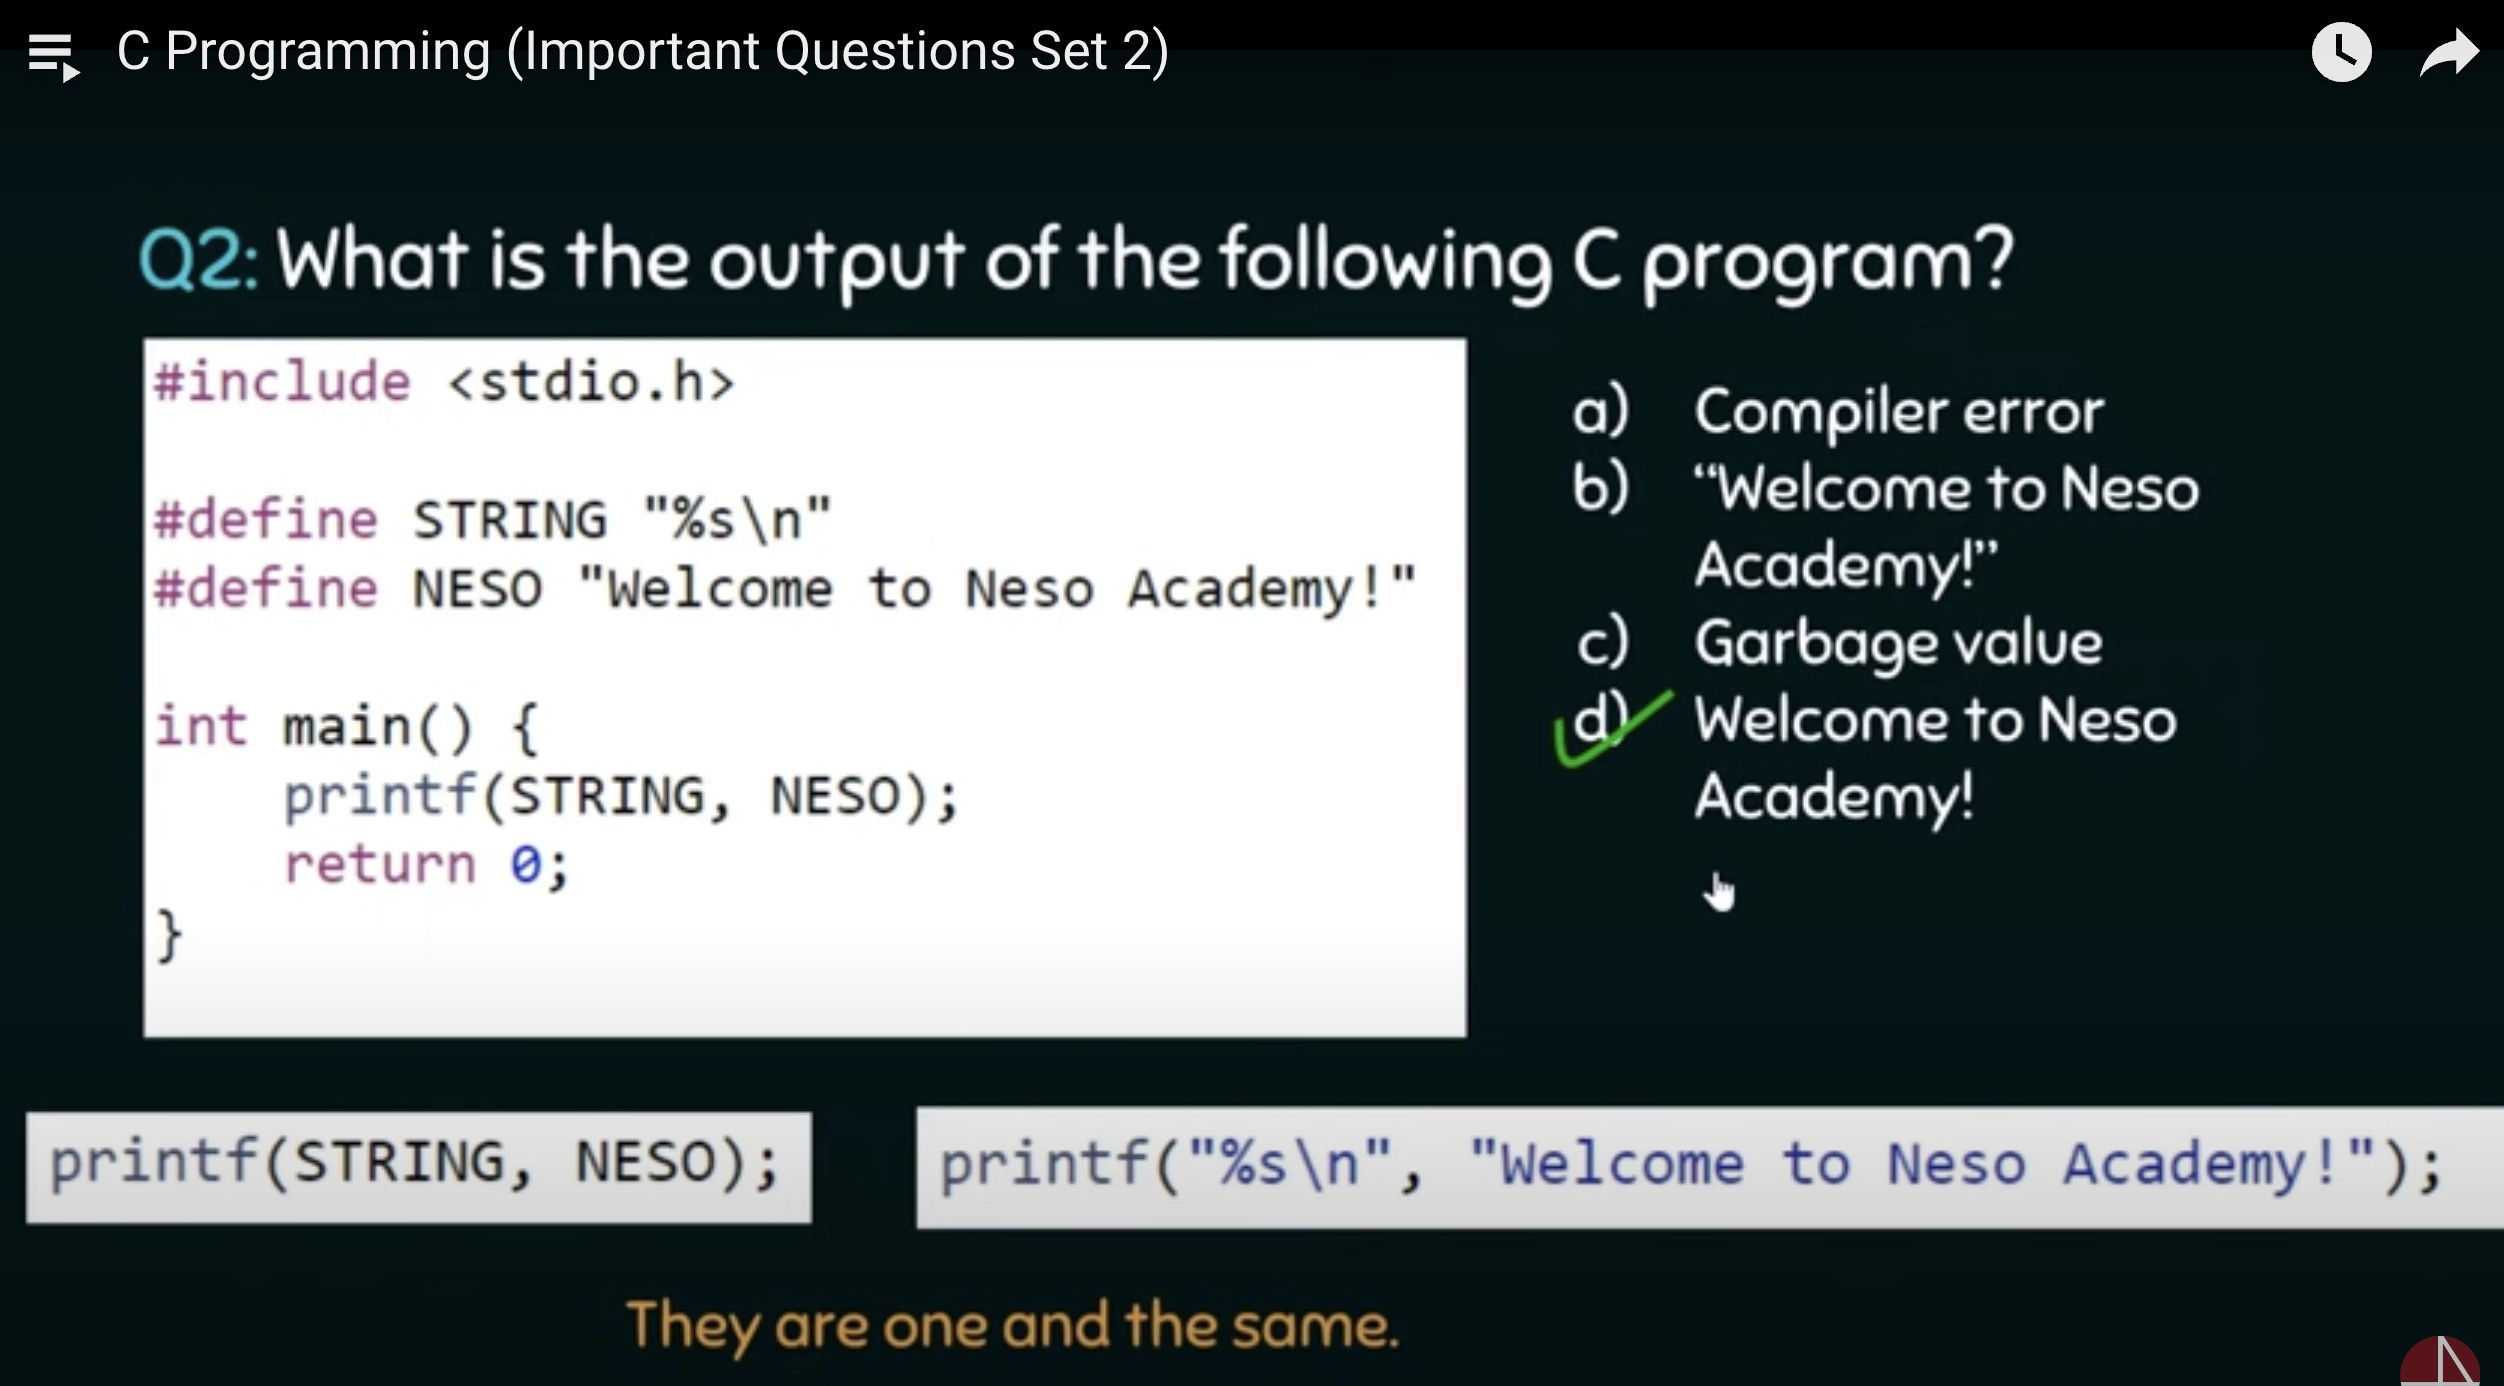 C Programming (Important Questions Set 2)
Q2: What is the output of the following C program?
#include <stdio.h>
#define STRING "%s\n"
#define NESO "Welcome to Neso Academy!"
int main() {
printf(STRING, NESO);
return 0;
}
a) Compiler error
b) “Welcome to Neso
Academy!”
c) Garbage value
d) Welcome to Neso
Academy!
printf(STRING, NESO);
printf("%s\n", "Welcome to Neso Academy!");
They are one and the same.